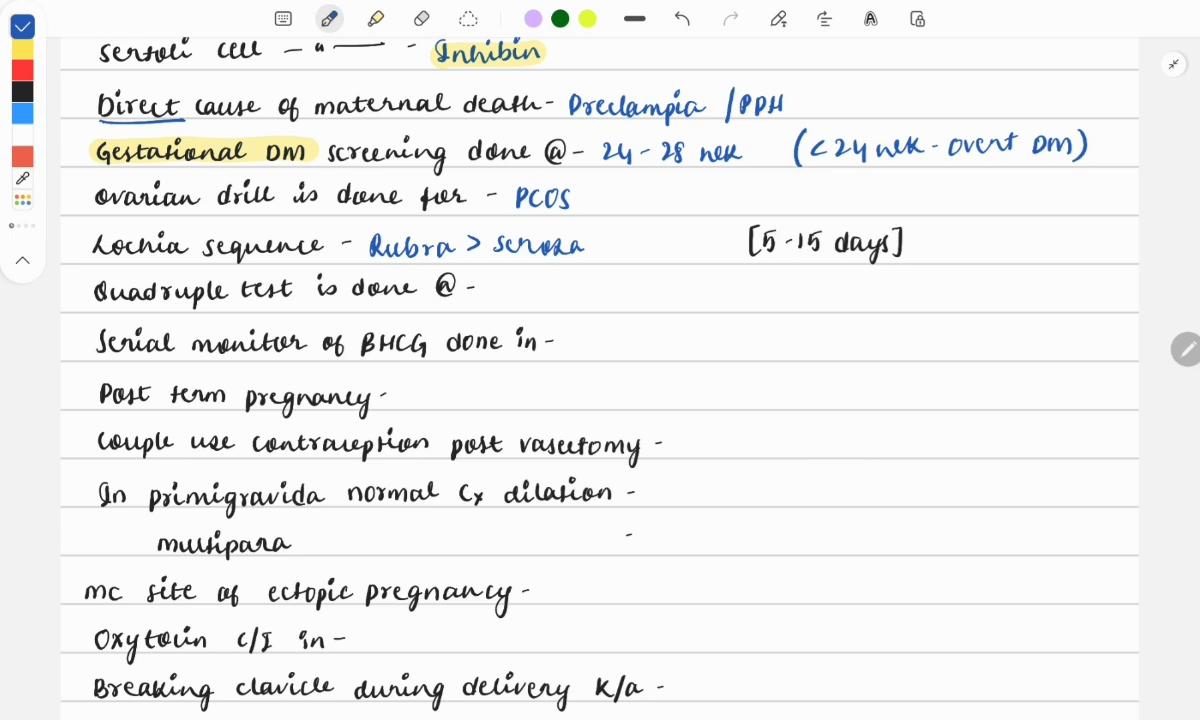 Sertoli cell - " —— - Inhibin
Direct cause of maternal death - Preclampia / PPH
Gestational DM screening done @ - 24-28 wek (< 24 wek - overt DM)
Ovarian drill is done for - PCOS
Lochia sequence - Rubra > serosa [5-15 days]
Quadruple test is done @ -
Serial monitor of BHCG done in -
Post term pregnancy -
Couple use contraception post vasectomy -
In primigravida normal Cx dilation -
multipara -
mc site of ectopic pregnancy -
Oxytocin C/I in -
Breaking clavicle during delivery K/a -